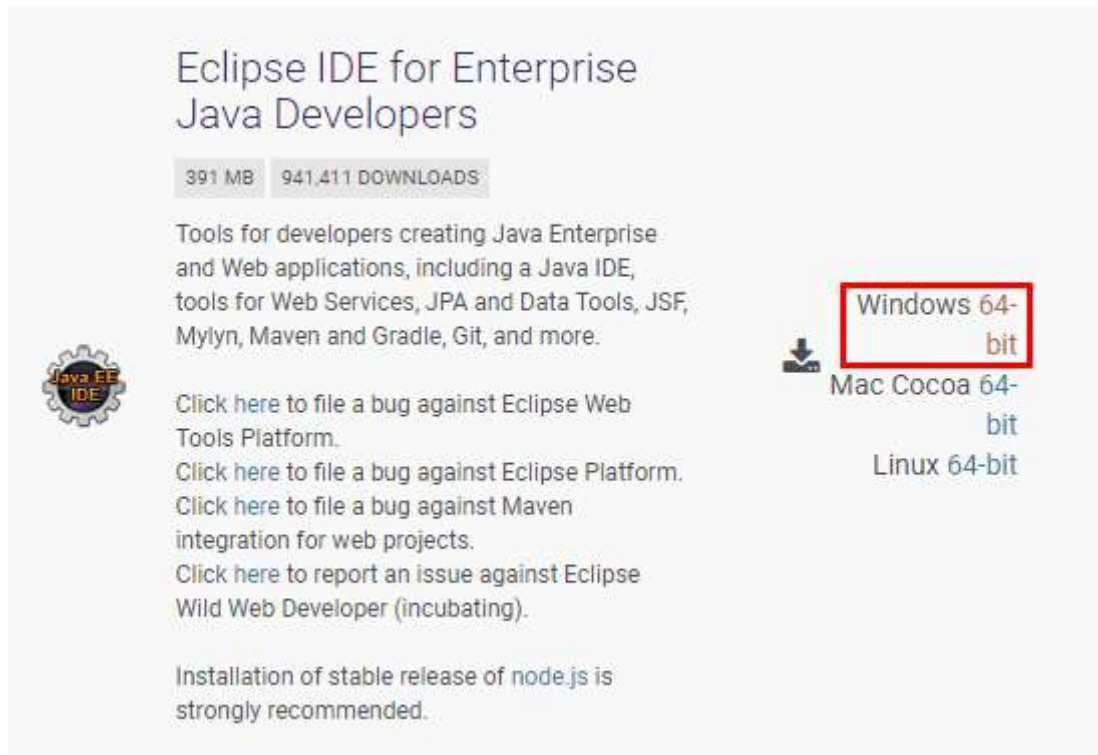 Eclipse IDE for Enterprise
Java Developers
391 MB 941,411 DOWNLOADS
Tools for developers creating Java Enterprise
and Web applications, including a Java IDE,
tools for Web Services, JPA and Data Tools, JSF,
Mylyn, Maven and Gradle, Git, and more.
Java EE
IDE
Click here to file a bug against Eclipse Web
Tools Platform.
Click here to file a bug against Eclipse Platform.
Click here to file a bug against Maven
integration for web projects.
Click here to report an issue against Eclipse
Wild Web Developer (incubating).
Installation of stable release of node.js is
strongly recommended.
Windows 64-
bit
Mac Cocoa 64-
bit
Linux 64-bit